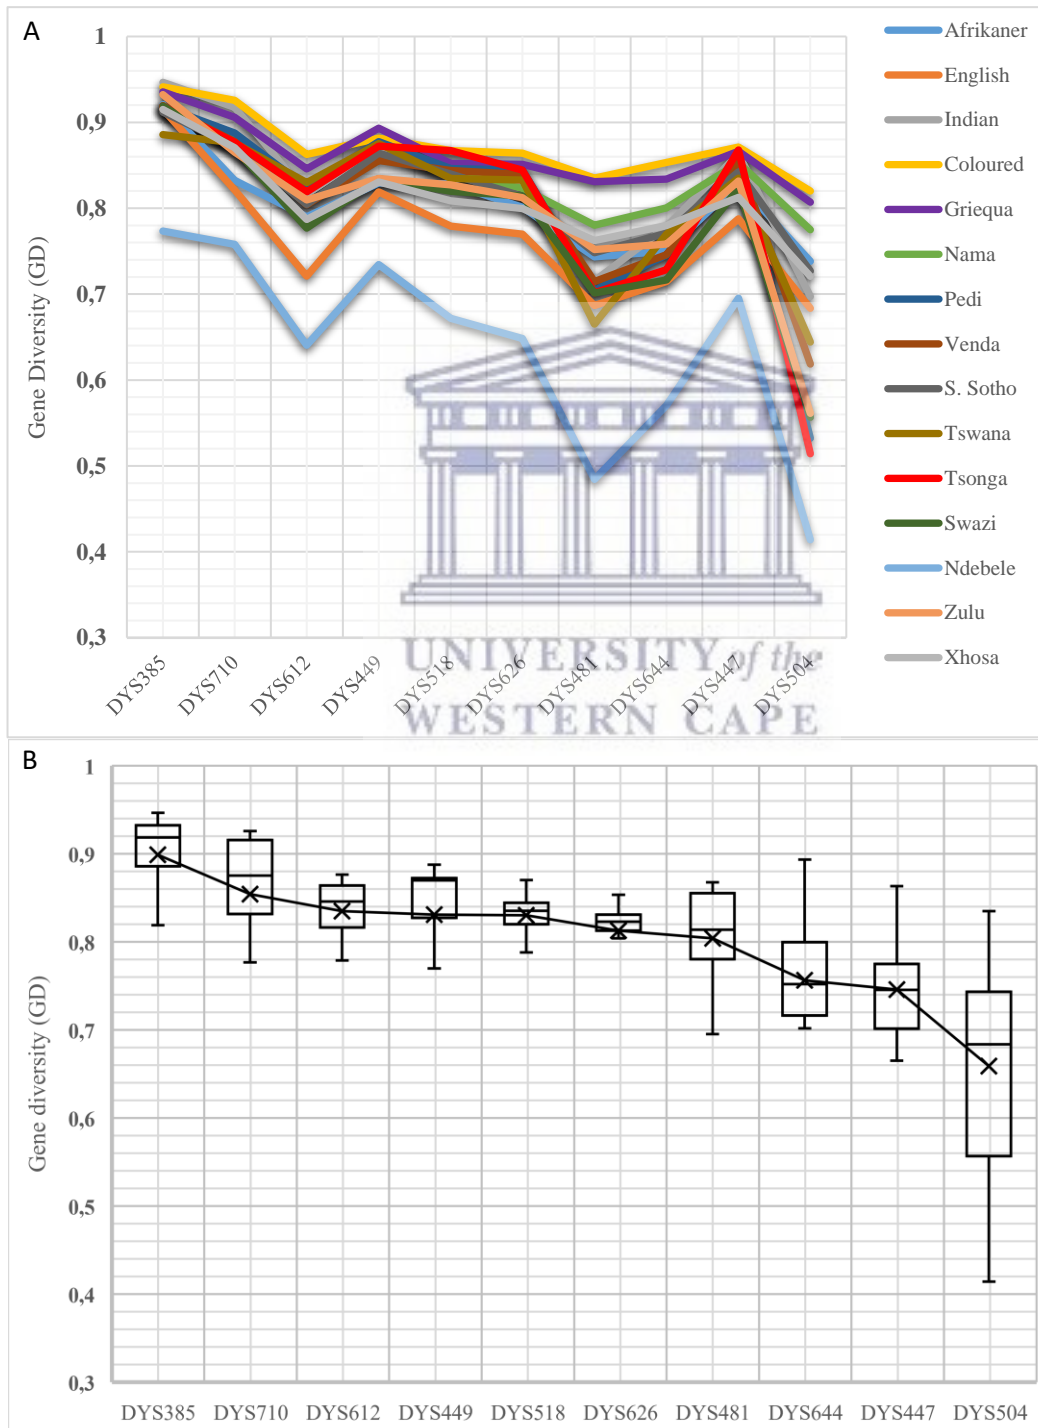 A
1
0,9
0,8
0,7
0,6
0,5
0,4
0,3
Gene Diversity (GD)
DYS385
DYS710
DYS612
DYS449
DYS518
DYS626
DYS481
DYS644
DYS447
DYS504
Afrikaner
English
Indian
Coloured
Griequa
Nama
Pedi
Venda
S. Sotho
Tswana
Tsonga
Swazi
Ndebele
Zulu
Xhosa
UNIVERSITY of the
WESTERN CAPE
B
1
0,9
0,8
0,7
0,6
0,5
0,4
0,3
Gene diversity (GD)
DYS385 DYS710 DYS612 DYS449 DYS518 DYS626 DYS481 DYS644 DYS447 DYS504